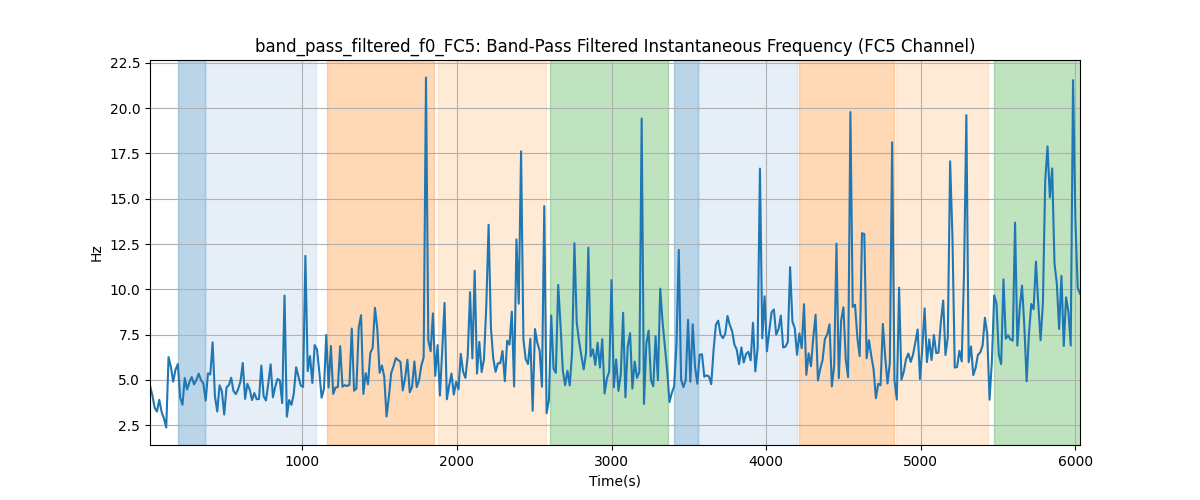 band_pass_filtered_f0_FC5: Band-Pass Filtered Instantaneous Frequency (FC5 Channel)
22.5
20.0
17.5
15.0
12.5
10.0
7.5
5.0
2.5
Hz
1000 2000 3000 4000 5000 6000
Time(s)